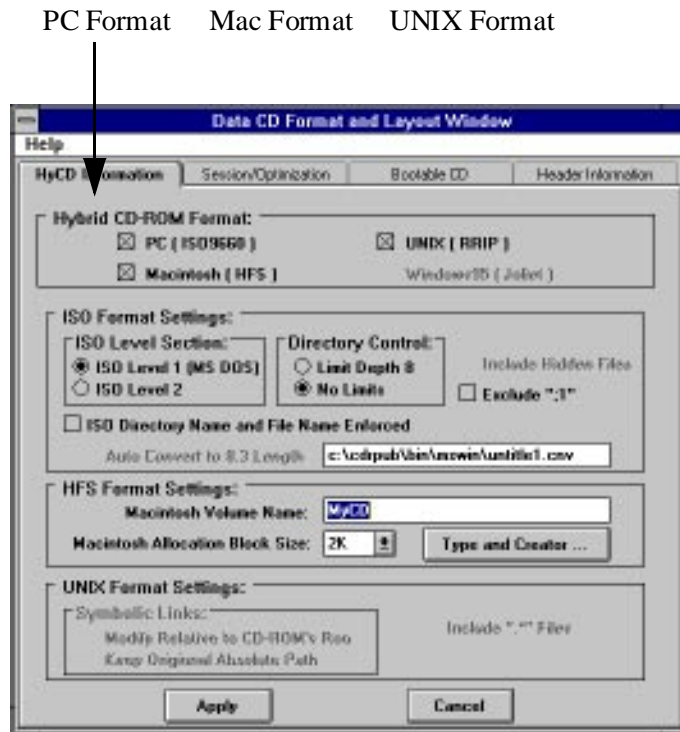 PC Format Mac Format UNIX Format
Data CD Format and Layout Window
Help
HyCD Information Session/Optimization Bootable CD Header Information
Hybrid CD-ROM Format:
PC ( ISO9660 ) UNIX ( RRIP )
Macintosh ( HFS ) Windows95 ( Joliet )
ISO Format Settings:
ISO Level Section: Directory Control:
ISO Level 1 (MS DOS) Limit Depth 8 Include Hidden Files
ISO Level 2 No Limits Exclude ";1"
ISO Directory Name and File Name Enforced
Auto Convert to 8.3 Length c:\cdrpub\bin\mswin\untitle1.cnv
HFS Format Settings:
Macintosh Volume Name: MyCD
Macintosh Allocation Block Size: 2K Type and Creator ...
UNIX Format Settings:
Symbolic Links:
Modify Relative to CD-ROM's Roo Include ".*" Files
Keep Original Absolute Path
Apply Cancel